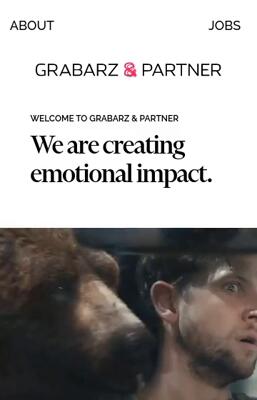 ABOUT JOBS
GRABARZ & PARTNER
WELCOME TO GRABARZ & PARTNER
We are creating
emotional impact.